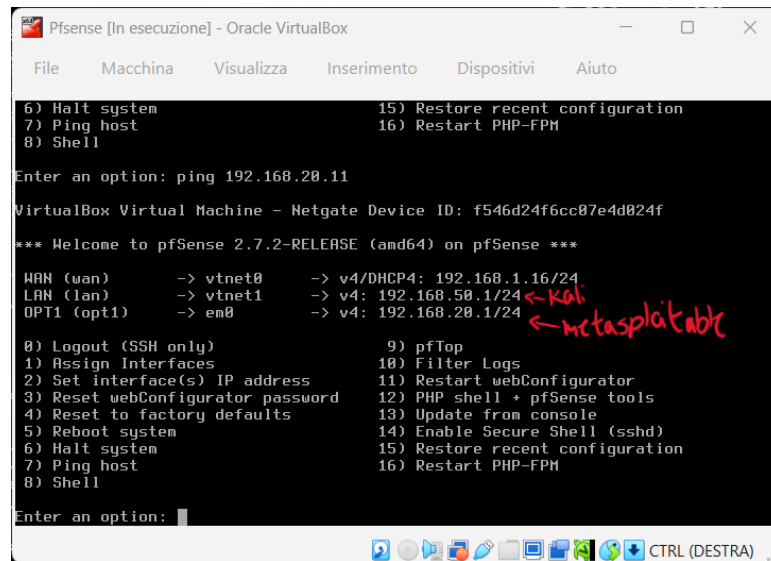 Pfsense [In esecuzione] - Oracle VirtualBox
File Macchina Visualizza Inserimento Dispositivi Aiuto
6) Halt system 15) Restore recent configuration
7) Ping host 16) Restart PHP-FPM
8) Shell
Enter an option: ping 192.168.20.11
VirtualBox Virtual Machine - Netgate Device ID: f546d24f6cc07e4d024f
*** Welcome to pfSense 2.7.2-RELEASE (amd64) on pfSense ***
WAN (wan) -> vtnet0 -> v4/DHCP4: 192.168.1.16/24
LAN (lan) -> vtnet1 -> v4: 192.168.50.1/24 ← Kali
OPT1 (opt1) -> em0 -> v4: 192.168.20.1/24
← metasploitable
0) Logout (SSH only) 9) pfTop
1) Assign Interfaces 10) Filter Logs
2) Set interface(s) IP address 11) Restart webConfigurator
3) Reset webConfigurator password 12) PHP shell + pfSense tools
4) Reset to factory defaults 13) Update from console
5) Reboot system 14) Enable Secure Shell (sshd)
6) Halt system 15) Restore recent configuration
7) Ping host 16) Restart PHP-FPM
8) Shell
Enter an option:
CTRL (DESTRA)